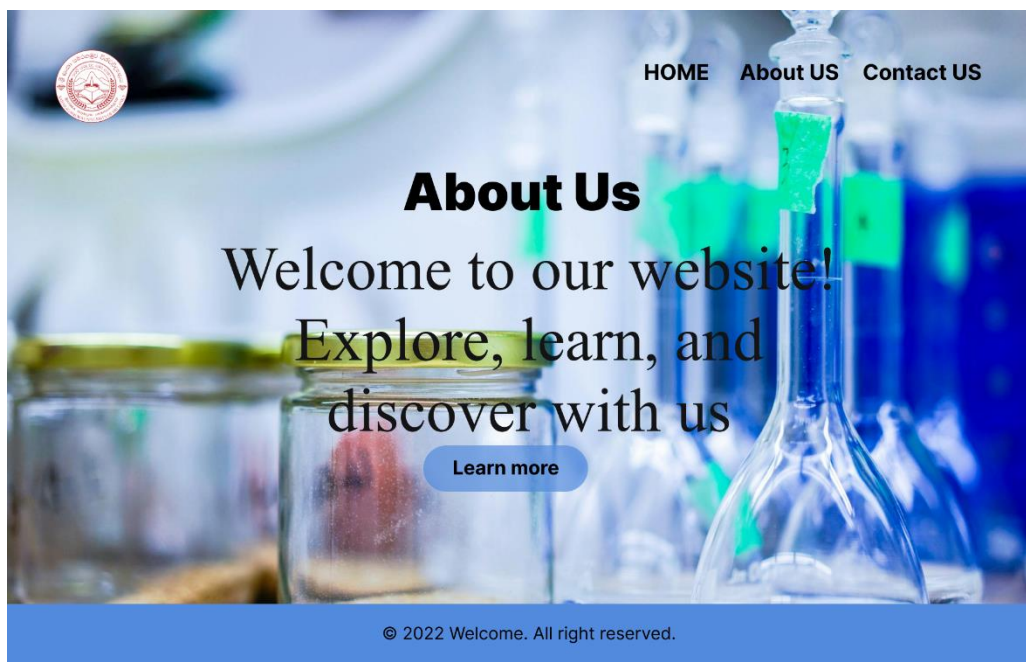 HOME About US Contact US
About Us
Welcome to our website!
Explore, learn, and
discover with us
Learn more
© 2022 Welcome. All right reserved.